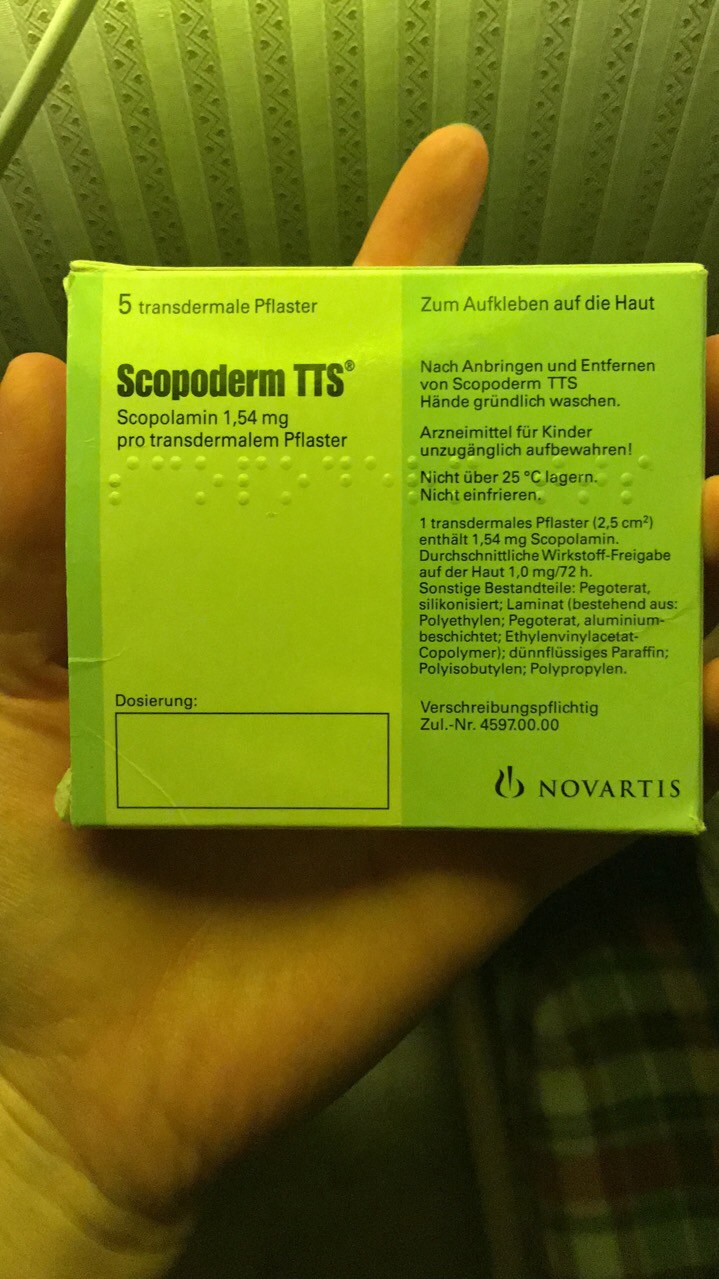 5 transdermale Pflaster
Scopoderm TTS®
Scopolamin 1,54 mg
pro transdermalem Pflaster
Dosierung:
Zum Aufkleben auf die Haut
Nach Anbringen und Entfernen
von Scopoderm TTS
Hände gründlich waschen.
Arzneimittel für Kinder
unzugänglich aufbewahren!
Nicht über 25 °C lagern.
Nicht einfrieren.
1 transdermales Pflaster (2,5 cm²)
enthält 1,54 mg Scopolamin.
Durchschnittliche Wirkstoff-Freigabe
auf der Haut 1,0 mg/72 h.
Sonstige Bestandteile: Pegoterat,
silikonisiert; Laminat (bestehend aus:
Polyethylen; Pegoterat, aluminium-
beschichtet; Ethylenvinylacetat-
Copolymer); dünnflüssiges Paraffin;
Polyisobutylen; Polypropylen.
Verschreibungspflichtig
Zul.-Nr. 4597.00.00
NOVARTIS